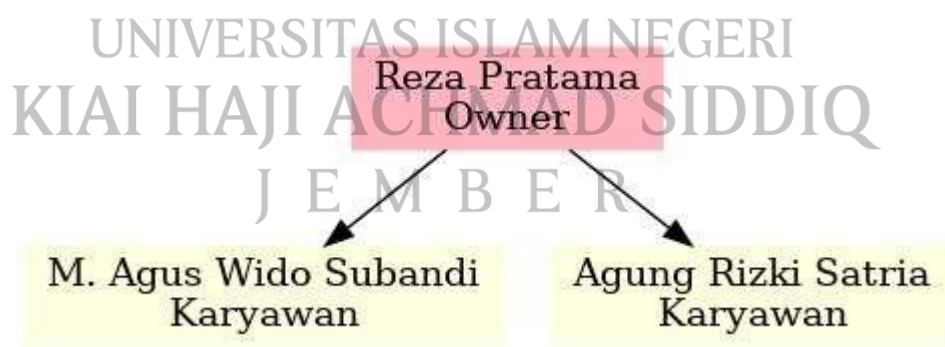 UNIVERSITAS ISLAM NEGERI
Reza Pratama
KIAI HAJI ACHMAD SIDDIQ
Owner
J E M B E R
M. Agus Wido Subandi
Karyawan
Agung Rizki Satria
Karyawan